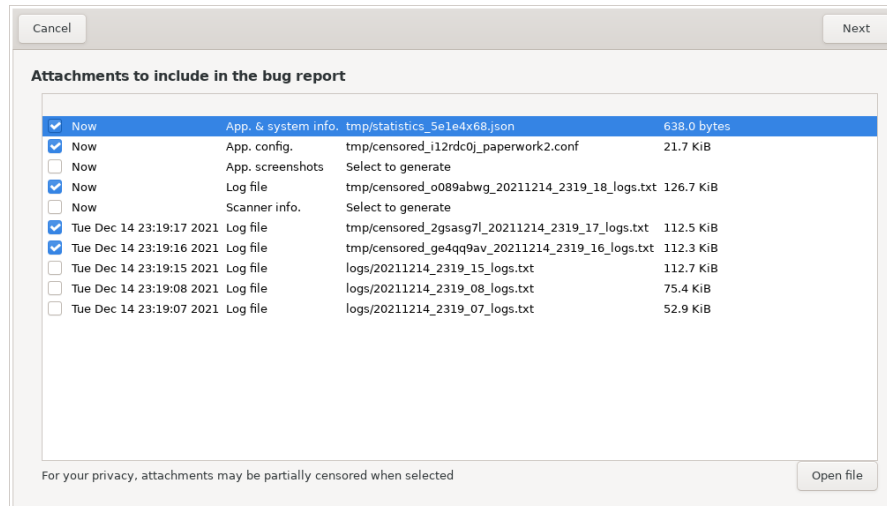 Cancel Next
Attachments to include in the bug report
Now App. & system info. tmp/statistics_5e1e4x68.json 638.0 bytes
Now App. config. tmp/censored_i12rdc0j_paperwork2.conf 21.7 KiB
Now App. screenshots Select to generate
Now Log file tmp/censored_o089abwg_20211214_2319_18_logs.txt 126.7 KiB
Now Scanner info. Select to generate
Tue Dec 14 23:19:17 2021 Log file tmp/censored_2gsasg7l_20211214_2319_17_logs.txt 112.5 KiB
Tue Dec 14 23:19:16 2021 Log file tmp/censored_ge4qq9av_20211214_2319_16_logs.txt 112.3 KiB
Tue Dec 14 23:19:15 2021 Log file logs/20211214_2319_15_logs.txt 112.7 KiB
Tue Dec 14 23:19:08 2021 Log file logs/20211214_2319_08_logs.txt 75.4 KiB
Tue Dec 14 23:19:07 2021 Log file logs/20211214_2319_07_logs.txt 52.9 KiB
For your privacy, attachments may be partially censored when selected Open file